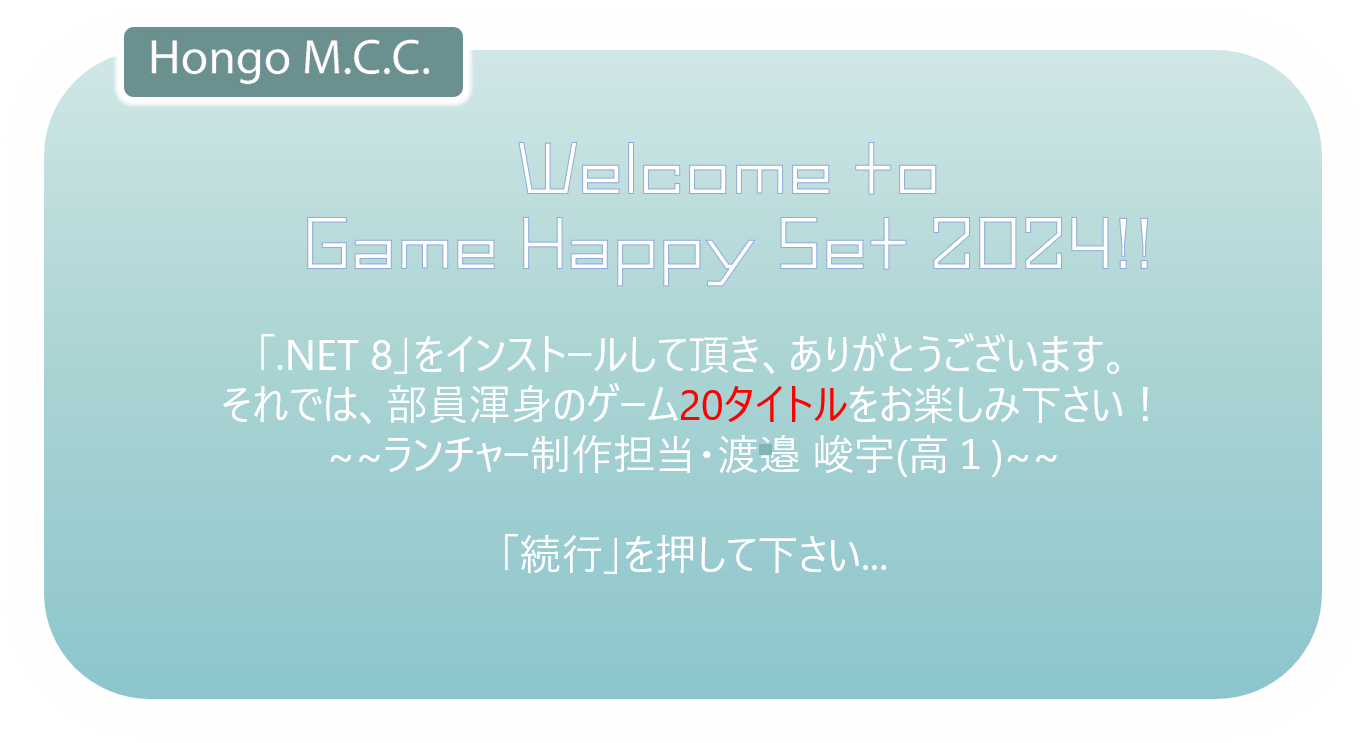 Hongo M.C.C.
Welcome to
Game Happy Set 2024!!
「.NET 8」をインストールして頂き、ありがとうございます。
それでは、部員渾身のゲーム20タイトルをお楽しみ下さい！
~~ランチャー制作担当・渡邉 峻宇(高１)~~
「続行」を押して下さい...